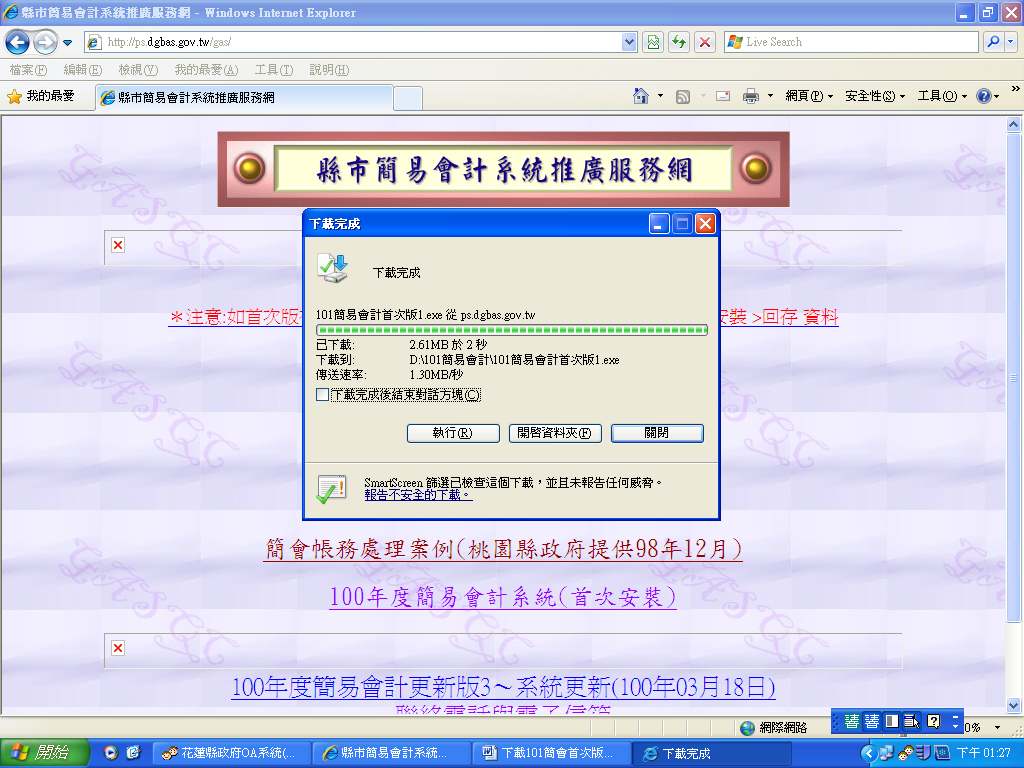 縣市簡易會計系統推廣服務網 - Windows Internet Explorer
http://ps.dgbas.gov.tw/gas/
Live Search
檔案(F) 編輯(E) 檢視(V) 我的最愛(A) 工具(T) 說明(H)
我的最愛 縣市簡易會計系統推廣服務網 網頁(P) 安全性(S) 工具(O) »
縣市簡易會計系統推廣服務網
下載完成
下載完成
101簡易會計首次版1.exe 從 ps.dgbas.gov.tw
＊注意:如首次版
安裝 >回存 資料
已下載: 2.61MB 於 2 秒
下載到: D:\101簡易會計\101簡易會計首次版1.exe
傳送速率: 1.30MB/秒
下載完成後結束對話方塊(C)
執行(R) 開啓資料夾(F) 關閉
SmartScreen 篩選已檢查這個下載，並且未報告任何威脅。
報告不安全的下載。
簡會帳務處理案例(桃園縣政府提供98年12月)
100年度簡易會計系統(首次安裝)
100年度簡易會計更新版3～系統更新(100年03月18日)
聯絡電話與電子信箱
網際網路 0%
開始 花蓮縣政府OA系統(... 縣市簡易會計系統... 下載101簡會首次版... 下載完成 下午 01:27